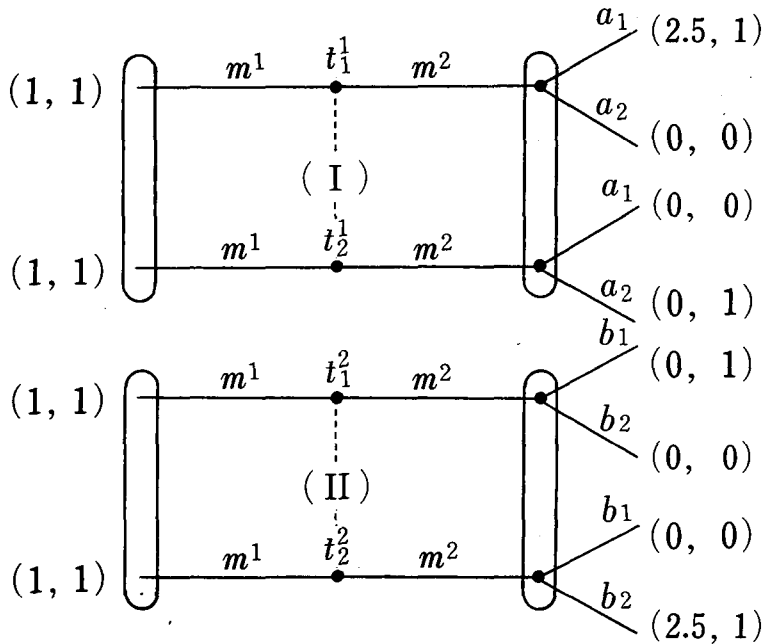 a₁ (2.5, 1)
(1, 1) m¹ t₁¹ m²
a₂ (0, 0)
( I )
a₁ (0, 0)
(1, 1) m¹ t₂¹ m²
a₂ (0, 1)
b₁ (0, 1)
(1, 1) m¹ t₁² m²
b₂ (0, 0)
( II )
b₁ (0, 0)
(1, 1) m¹ t₂² m²
b₂ (2.5, 1)